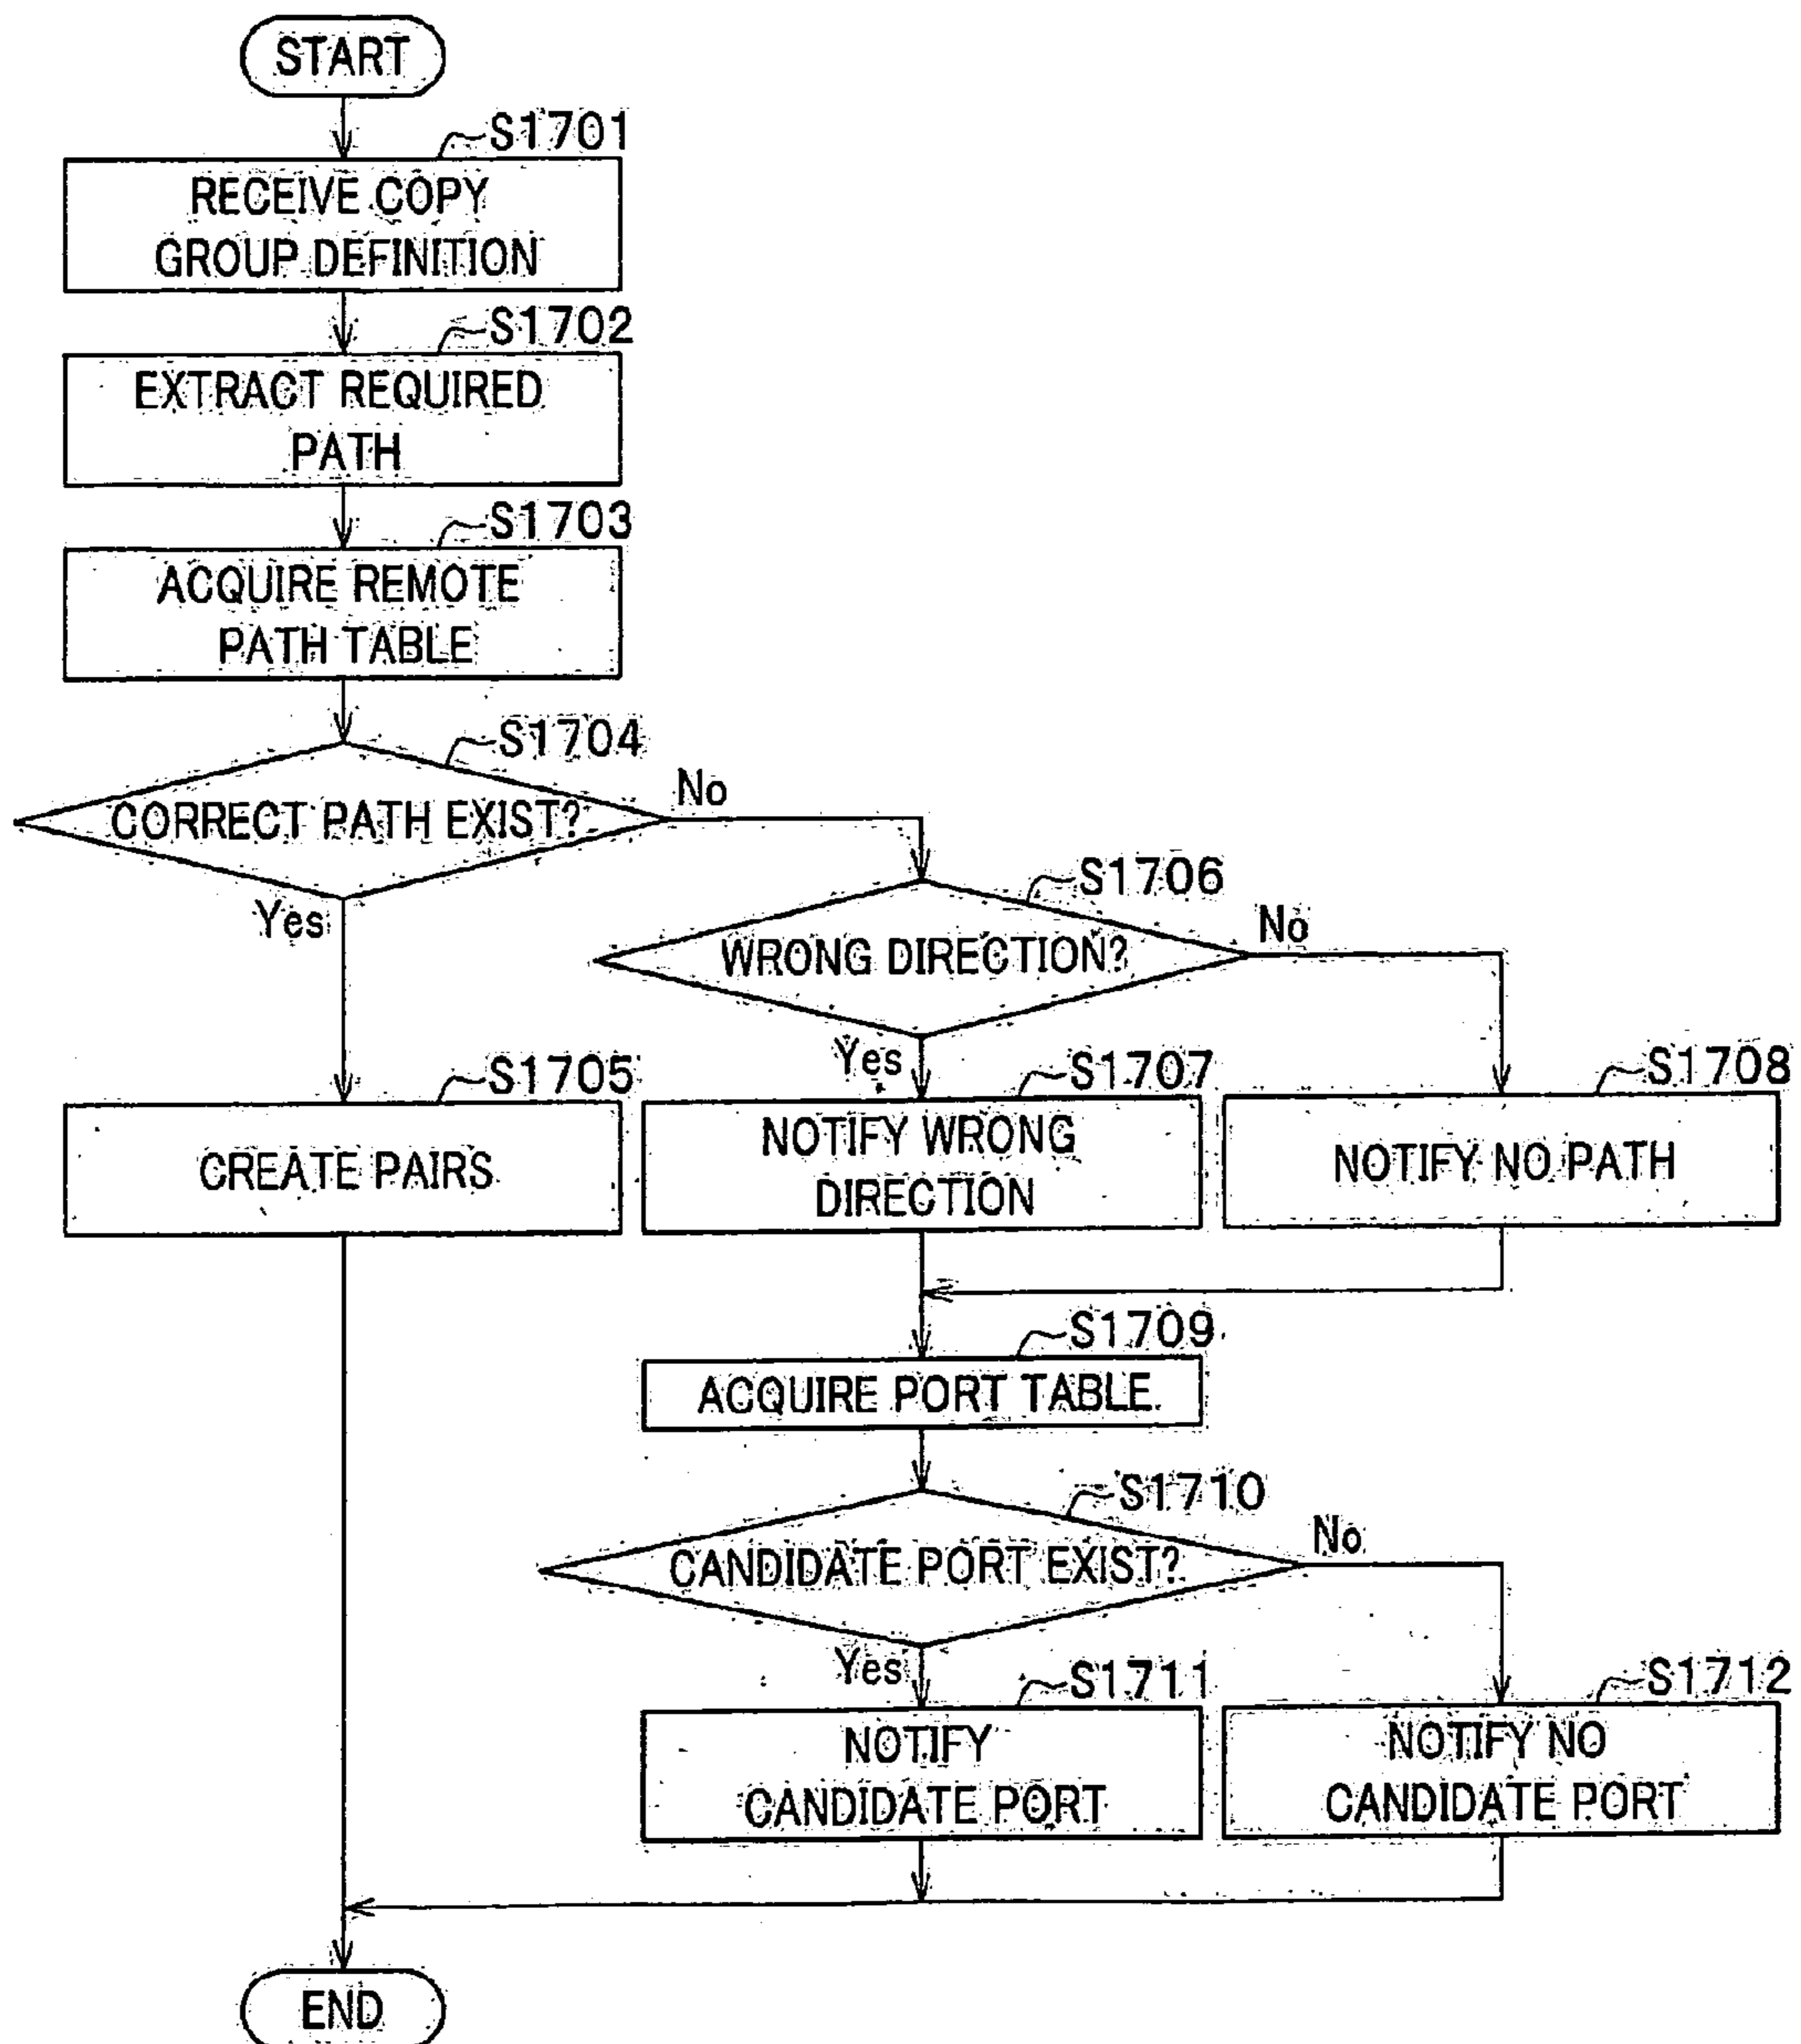 START
S1701
RECEIVE COPY
GROUP DEFINITION
S1702
EXTRACT REQUIRED
PATH
S1703
ACQUIRE REMOTE
PATH TABLE
S1704
CORRECT PATH EXIST?
No
Yes
S1706
WRONG DIRECTION?
No
Yes
S1705
CREATE PAIRS
S1707
NOTIFY WRONG
DIRECTION
S1708
NOTIFY NO PATH
S1709
ACQUIRE PORT TABLE
S1710
CANDIDATE PORT EXIST?
No
Yes
S1711
NOTIFY
CANDIDATE PORT
S1712
NOTIFY NO
CANDIDATE PORT
END